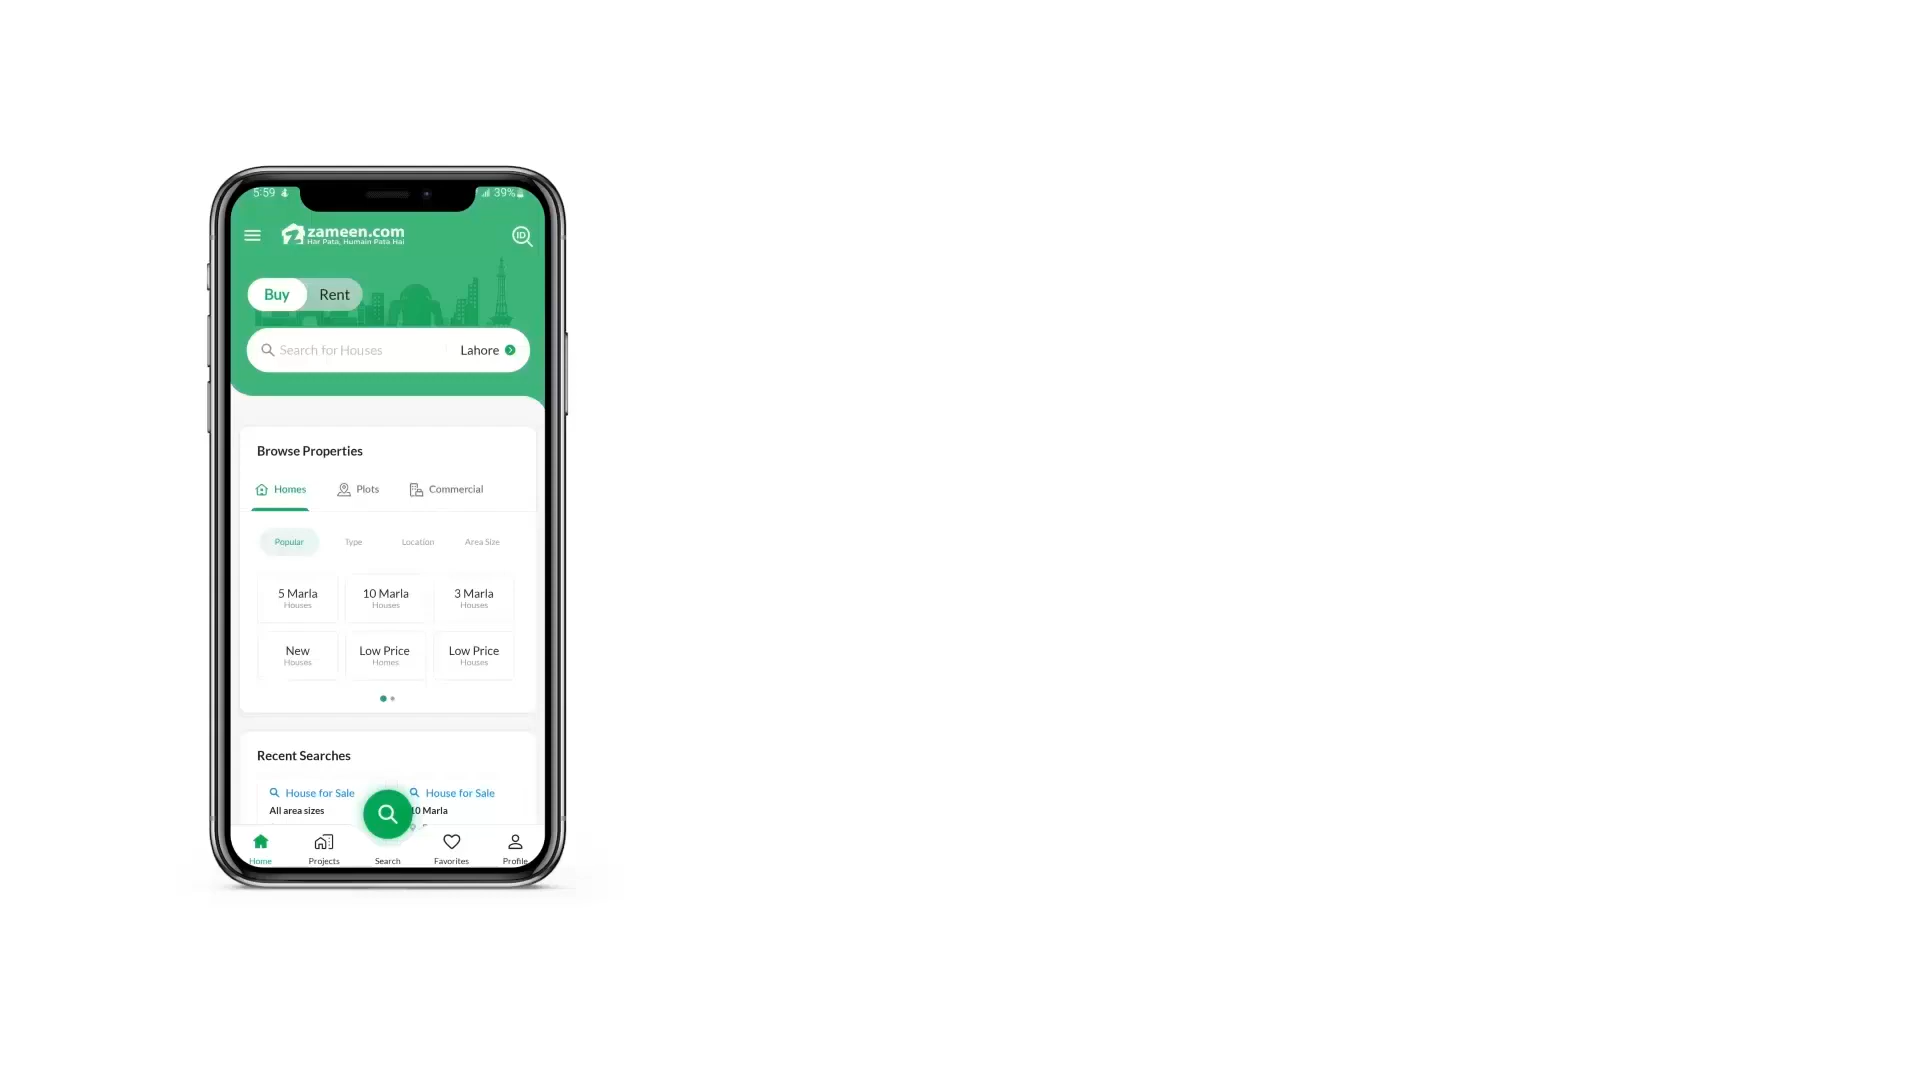 5:59
39%
zameen.com
Har Pata, Humain Pata Hai
ID
Buy Rent
Search for Houses Lahore
Browse Properties
Homes Plots Commercial
Popular Type Location Area Size
5 Marla 10 Marla 3 Marla
Houses Houses Houses
New Low Price Low Price
Houses Homes Houses
Recent Searches
House for Sale House for Sale
All area sizes 10 Marla
Home Projects Search Favorites Profile